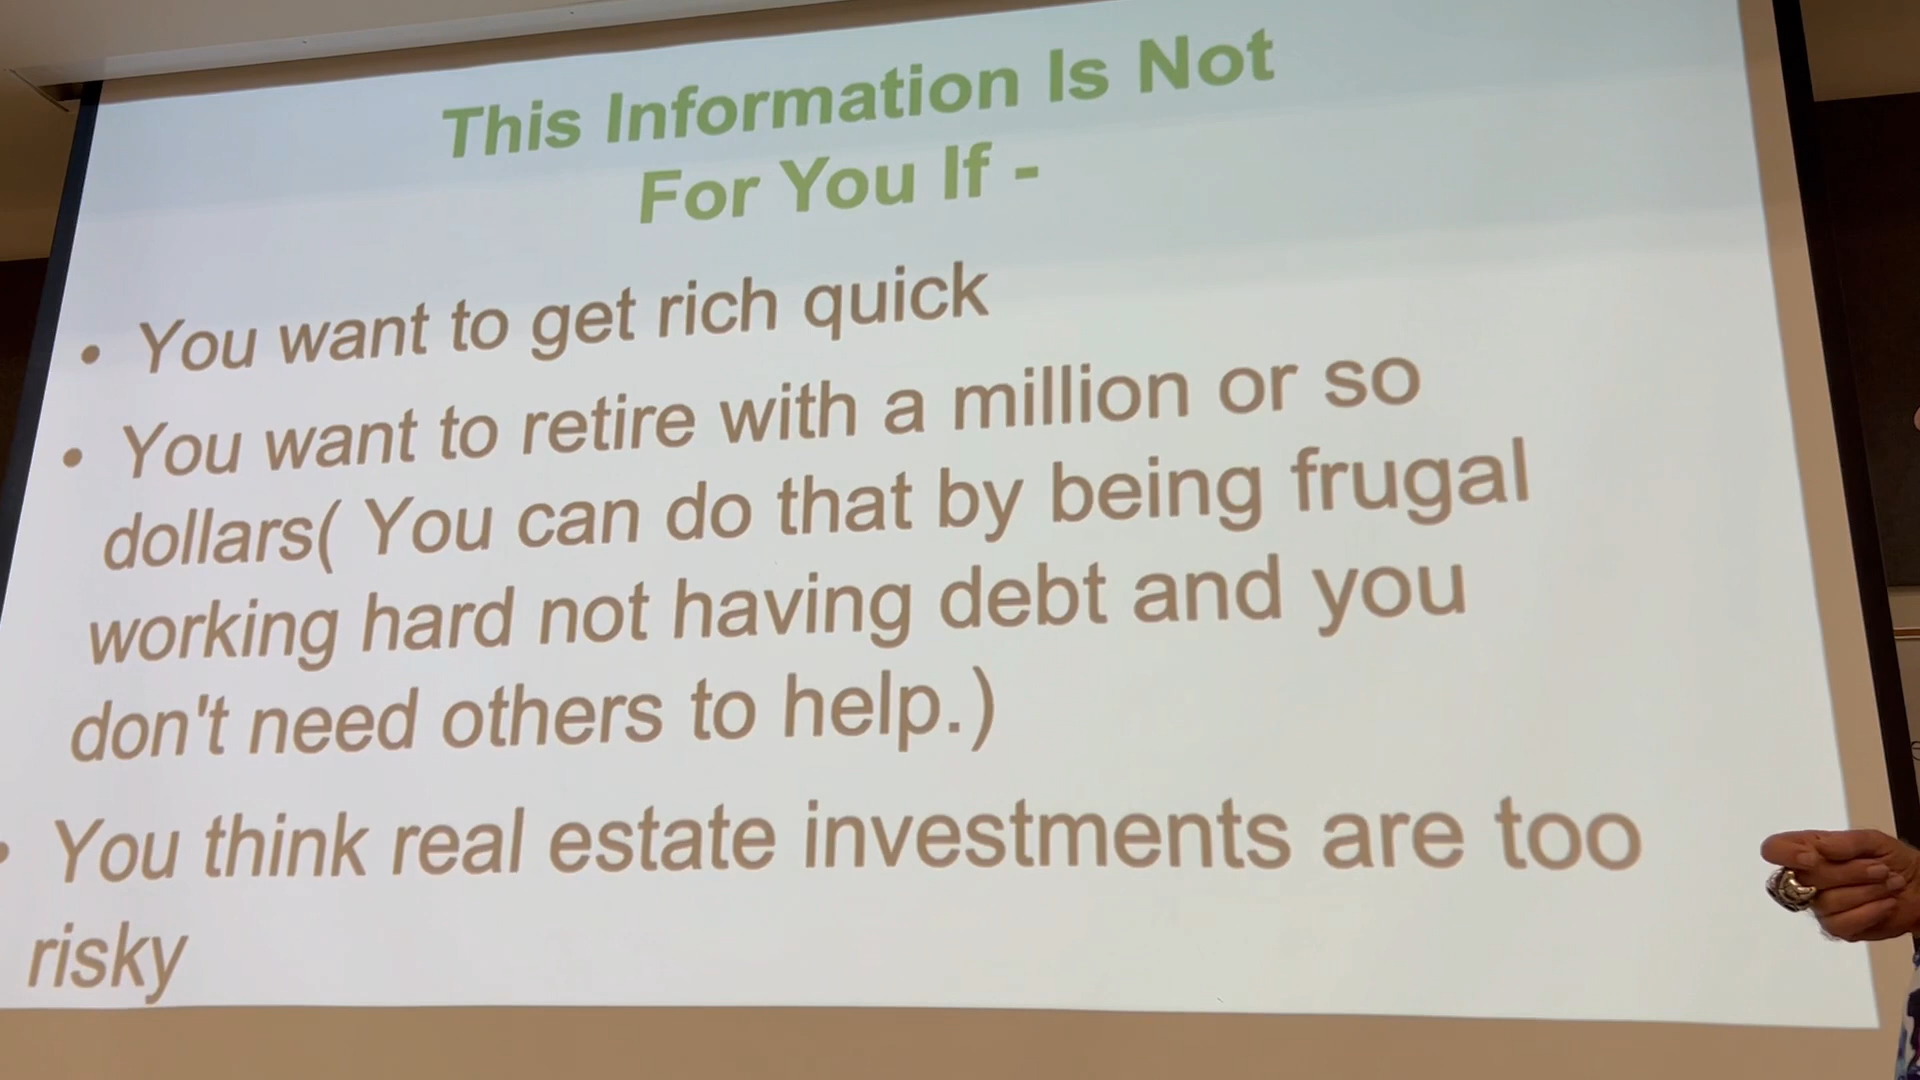 This Information Is Not
For You If -
• You want to get rich quick
• You want to retire with a million or so
dollars( You can do that by being frugal
working hard not having debt and you
don't need others to help.)
• You think real estate investments are too
risky